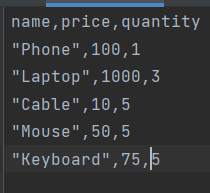 name,price,quantity
"Phone",100,1
"Laptop",1000,3
"Cable",10,5
"Mouse",50,5
"Keyboard",75,5